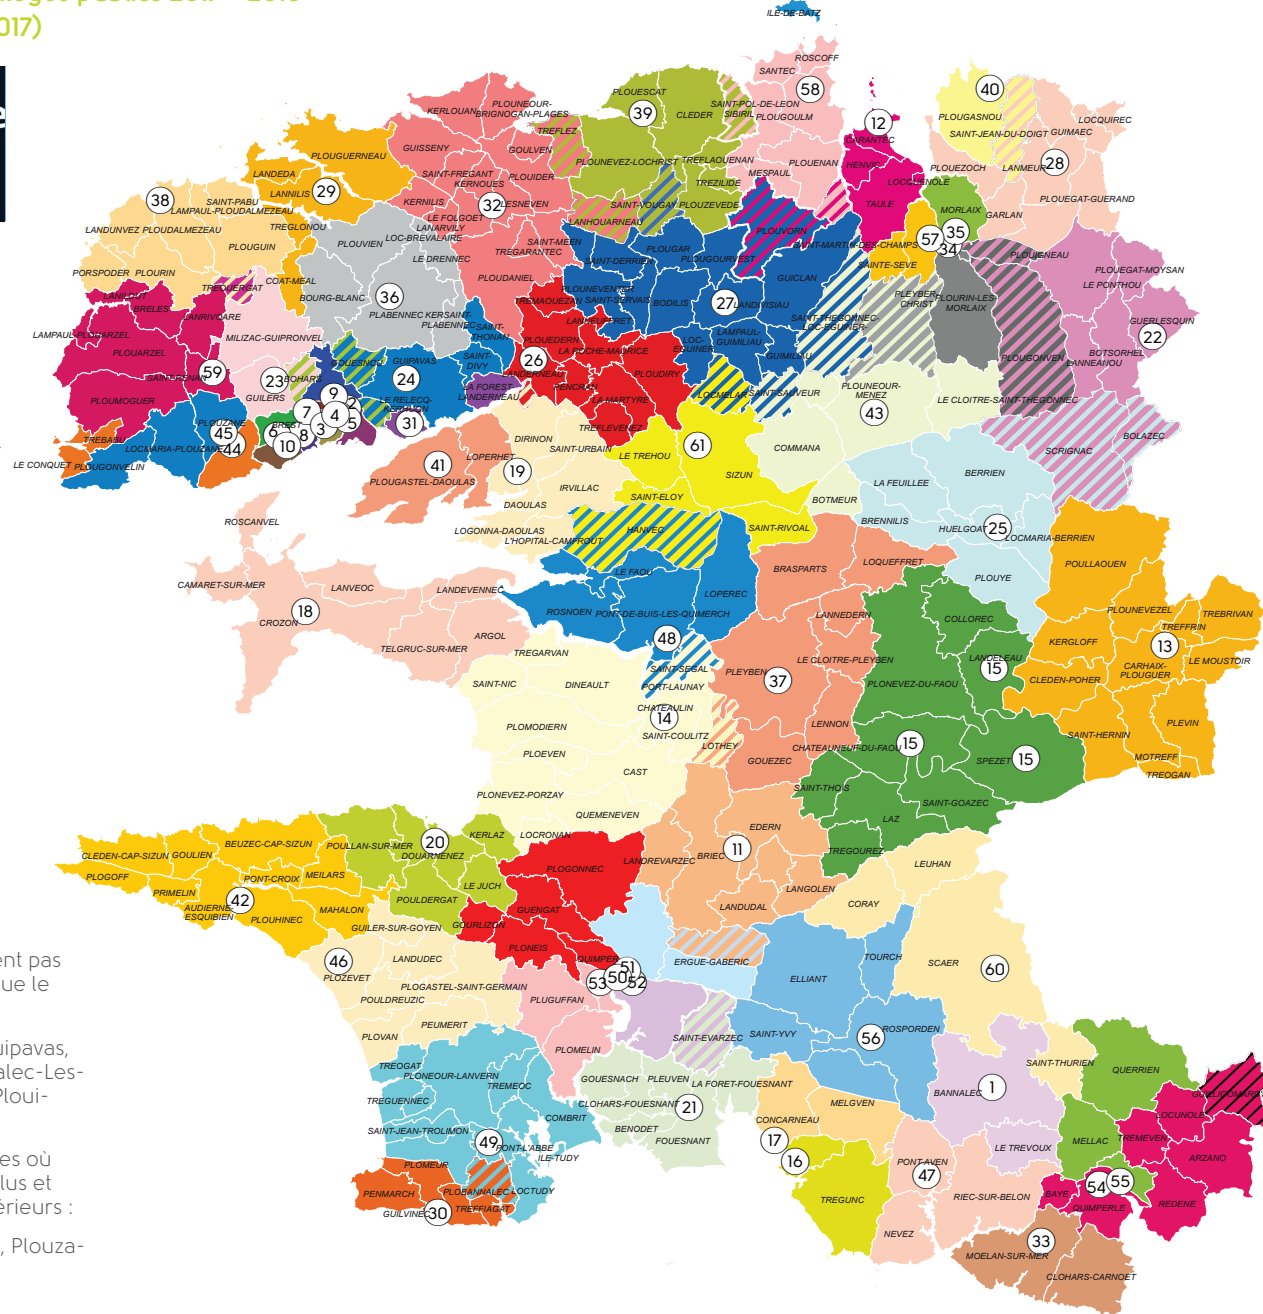 017)
ILE-DE-BATZ
ROSCOFF
SANTEC
58
PLOUESCAT
39
CLEDER
SAINT-POL-DE-LEON
SIBIRIL
PLOUGOULM
40
PLOUGASNOU
SAINT-JEAN-DU-DOIGT
LOCQUIREC
GUIMAEC
12
CARANTEC
KERLOUAN
PLOUNEOUR-
BRIGNOGAN-PLAGES
TREFLEZ
GUISSENY
GOULVEN
PLOUNEVEZ-LOCHRIST
TREFLAOUENAN
PLOUENAN
HENVIC
PLOUEZOCH
LANMEUR
28
PLOUGUERNEAU
LANDEDA
29
LANNILIS
SAINT-FREGANT
KERNOUES
PLOUIDER
MESPAUL
TREZILIDE
LOCQUENOLE
PLOUEGAT-GUERAND
38
SAINT-PABU
LAMPAUL-PLOUDALMEZEAU
KERNILIS
32
LESNEVEN
SAINT-VOUGAY
PLOUZEVEDE
TAULE
MORLAIX
GARLAN
LE FOLGOET
LANARVILY
LANHOUARNEAU
LANDUNVEZ
PLOUDALMEZEAU
TREGLONOU
PLOUVIEN
LOC-BREVALAIRE
SAINT-MEEN
TREGARANTEC
PLOUGAR
PLOUVORN
SAINT-MARTIN-DES-CHAMPS
57
35
34
PLOUGUIN
LE DRENNEC
SAINT-DERRIEN
PLOUGOURVEST
SAINTE-SEVE
PLOUIGNEAU
PLOUEGAT-MOYSAN
PORSPODER
PLOURIN
TREOUERGAT
COAT-MEAL
PLOUDANIEL
GUICLAN
LE PONTHOU
LANILDUT
BOURG-BLANC
36
PLOUNEVENTER
TREMAOUEZAN
SAINT-SERVAIS
BODILIS
27
LANDIVISIAU
PLEYBER-
CHRIST
PLOURIN-LES-
MORLAIX
BRELES
LANRIVOARE
PLABENNEC
KERSAINT-
PLABENNEC
SAINT-
THONAN
LANNEUFFRET
SAINT-THEGONNEC-
LOC-EGUINER
GUERLESQUIN
22
LAMPAUL-PLOUARZEL
MILIZAC-GUIPRONVEL
PLOUEDERN
LAMPAUL-
GUIMILIAU
LOC-
EGUINER
PLOUARZEL
GOUESNOU
GUIPAVAS
SAINT-
DIVY
26
LA ROCHE-MAURICE
GUIMILIAU
PLOUGONVEN
BOTSORHEL
LANNEANOU
SAINT-RENAN
59
23
BOHARS
24
LANDERNEAU
PLOUDIRY
PLOUMOGUER
GUILERS
9
2
LE RELECQ-
KERHUON
LA FOREST-
LANDERNEAU
PENCRAN
LA MARTYRE
LOCMELAR
SAINT-SAUVEUR
PLOUNEOUR-
MENEZ
43
LE CLOITRE-SAINT-THEGONNEC
7
4
PLOUZANE
BREST
6
3
5
31
TREFLEVENEZ
45
44
8
10
TREBABU
LOCMARIA-PLOUZANE
LE CONQUET
PLOUGONVELIN
DIRINON
SAINT-URBAIN
LE TREHOU
61
COMMANA
BOLAZEC
SCRIGNAC
41
LOPERHET
19
SIZUN
BERRIEN
PLOUGASTEL-DAOULAS
IRVILLAC
LA FEUILLEE
DAOULAS
SAINT-ELOY
BOTMEUR
ROSCANVEL
LOGONNA-DAOULAS
L'HOPITAL-CAMFROUT
HANVEC
SAINT-RIVOAL
BRENNILIS
HUELGOAT
25
LOCMARIA-BERRIEN
LE FAOU
BRASPARTS
LOQUEFFRET
POULLAOUEN
CAMARET-SUR-MER
LANVEOC
LANDEVENNEC
PLOUYE
18
CROZON
ROSNOEN
PONT-DE-BUIS-LES-QUIMERCH
LOPEREC
LANNEDERN
COLLOREC
PLOUNEVEZEL
TREBRIVAN
TREFFRIN
ARGOL
48
KERGLOFF
13
TELGRUC-SUR-MER
TREGARVAN
LE CLOITRE-PLEYBEN
LANDELEAU
15
LE MOUSTOIR
SAINT-SEGAL
PLEYBEN
37
CARHAIX-
PLOUGUER
SAINT-NIC
DINEAULT
PORT-LAUNAY
PLONEVEZ-DU-FAOU
CLEDEN-POHER
CHATEAULIN
14
PLOMODIERN
SAINT-COULITZ
LENNON
PLEVIN
LOTHEY
CHATEAUNEUF-DU-FAOU
15
SAINT-HERNIN
PLOEVEN
GOUEZEC
SPEZET
15
MOTREFF
TREOGAN
CAST
PLONEVEZ-PORZAY
SAINT-THOIS
SAINT-GOAZEC
QUEMENEVEN
LAZ
LOCRONAN
EDERN
KERLAZ
20
BEUZEC-CAP-SIZUN
POULLAN-SUR-MER
DOUARNENEZ
TREGOUREZ
CLEDEN-CAP-SIZUN
GOULIEN
LANDREVARZEC
BRIEC
11
LEUHAN
PLOGOFF
PONT-CROIX
MEILARS
PLOGONNEC
LE JUCH
LANGOLEN
PRIMELIN
42
POULDERGAT
AUDIERNE-
ESQUIBIEN
MAHALON
GUENGAT
LANDUDAL
CORAY
PLOUHINEC
GUILER-SUR-GOYEN
GOURLIZON
PLONEIS
46
LANDUDEC
QUIMPER
51
ERGUE-GABERIC
TOURCH
SCAER
60
ent pas
PLOZEVET
53
50
52
ELLIANT
ue le
PLOGASTEL-SAINT-GERMAIN
POULDREUZIC
PLUGUFFAN
PEUMERIT
SAINT-EVARZEC
SAINT-YVY
56
ROSPORDEN
PLOVAN
PLOMELIN
uipavas,
TREOGAT
PLONEOUR-LANVERN
SAINT-THURIEN
QUERRIEN
alec-Les-
TREMEOC
GOUESNACH
PLEUVEN
LA FORET-FOUESNANT
Ploui-
TREGUENNEC
CLOHARS-FOUESNANT
21
MELGVEN
BANNALEC
1
COMBRIT
CONCARNEAU
LOCUNOLE
SAINT-JEAN-TROLIMON
BENODET
FOUESNANT
17
TREMEVEN
MELLAC
49
PONT-L'ABBE
ILE-TUDY
16
LE TREVOUX
es où
PLOMEUR
PONT-AVEN
47
ARZANO
lus et
PENMARCH
PLOBANNALEC
LOCTUDY
TREGUNC
RIEC-SUR-BELON
BAYE
54
55
érieurs :
GUILVINEC
30
TREFFIAGAT
QUIMPERLE
REDENE
NEVEZ
, Plouza-
33
MOELAN-SUR-MER
CLOHARS-CARNOET